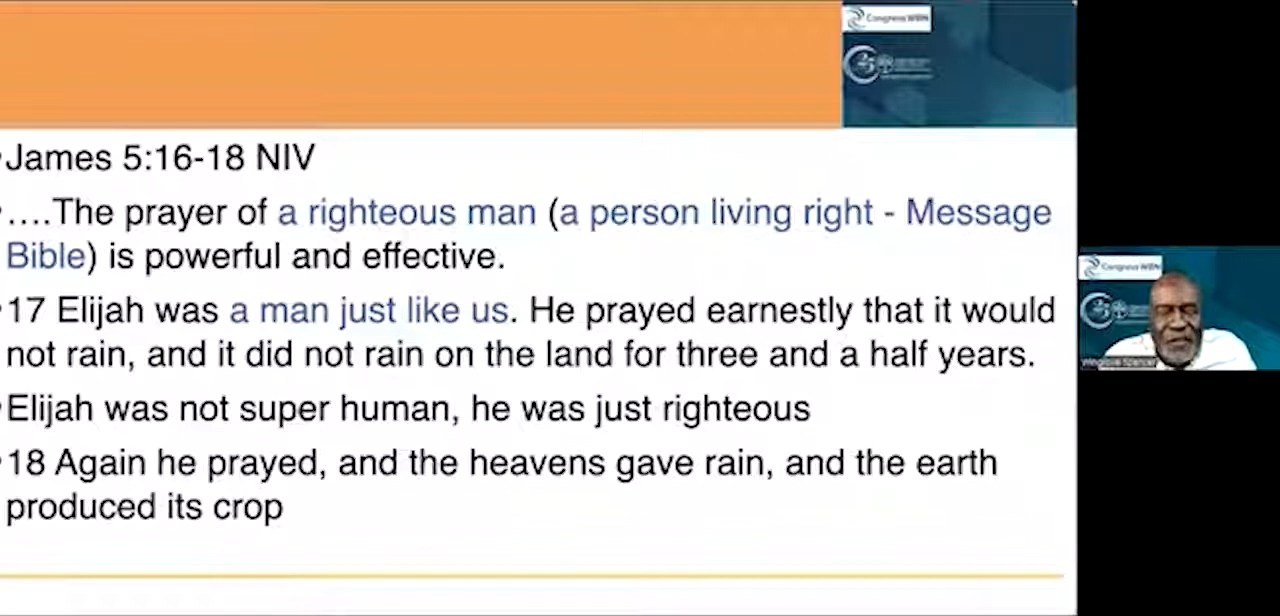 Congress WBN
25
James 5:16-18 NIV
….The prayer of a righteous man (a person living right - Message
Bible) is powerful and effective.
17 Elijah was a man just like us. He prayed earnestly that it would
not rain, and it did not rain on the land for three and a half years.
Elijah was not super human, he was just righteous
18 Again he prayed, and the heavens gave rain, and the earth
produced its crop
Congress WBN
25